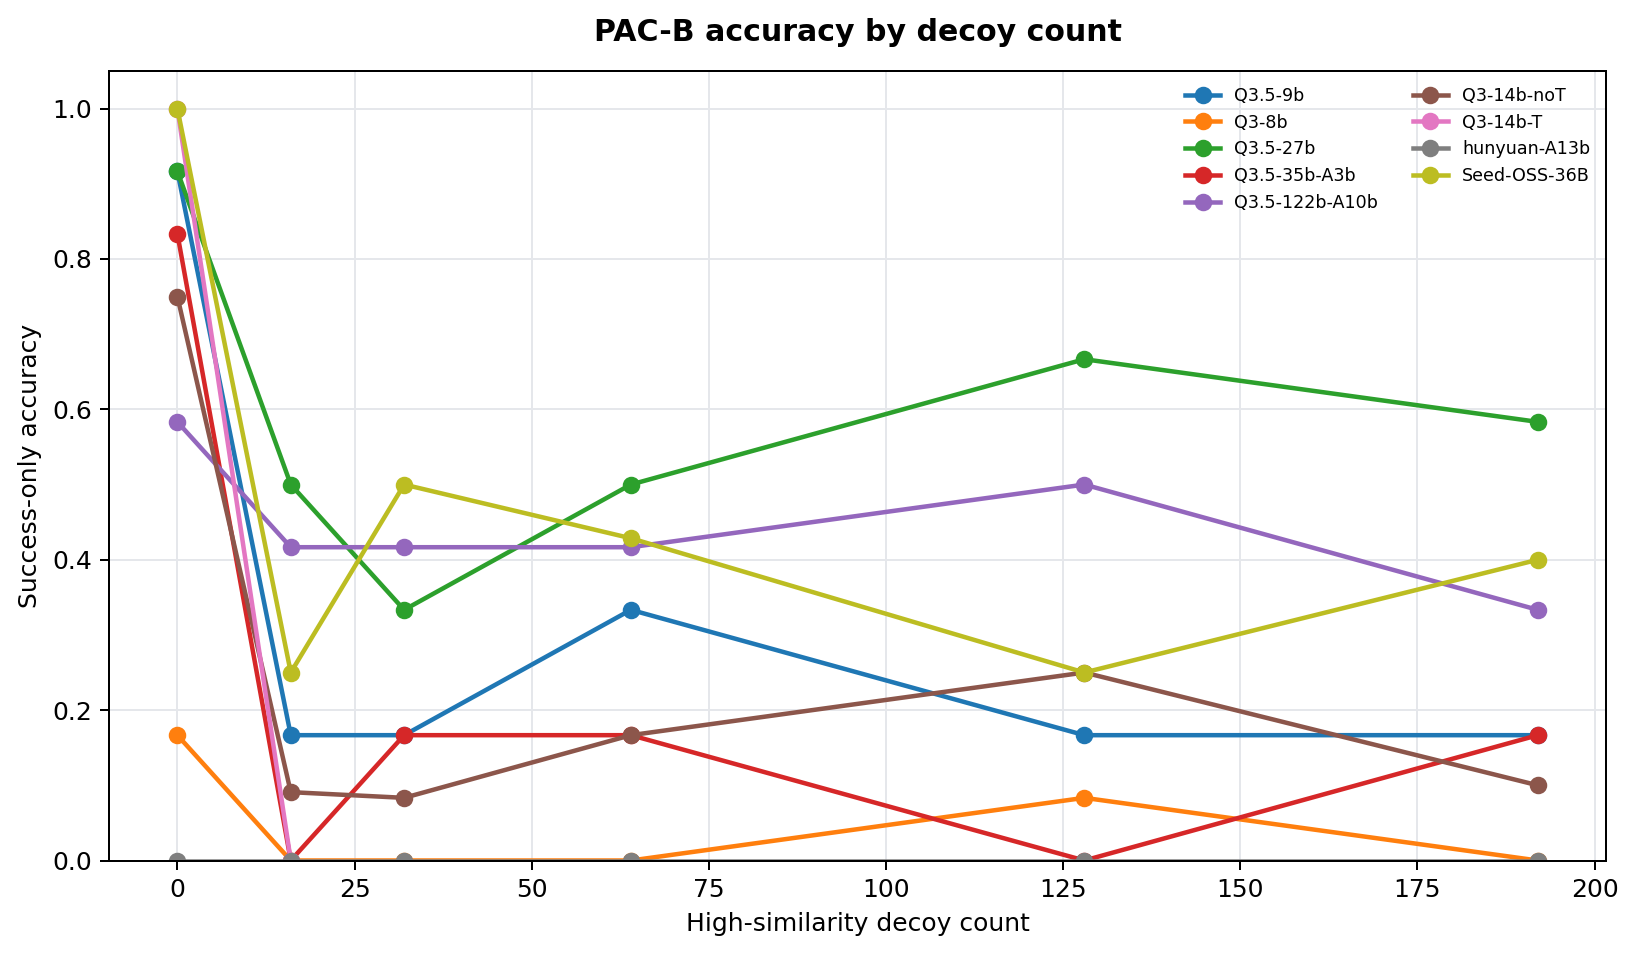 PAC-B accuracy by decoy count
Success-only accuracy
1.0
0.8
0.6
0.4
0.2
0.0
0 25 50 75 100 125 150 175 200
High-similarity decoy count
Q3.5-9b
Q3-8b
Q3.5-27b
Q3.5-35b-A3b
Q3.5-122b-A10b
Q3-14b-noT
Q3-14b-T
hunyuan-A13b
Seed-OSS-36B